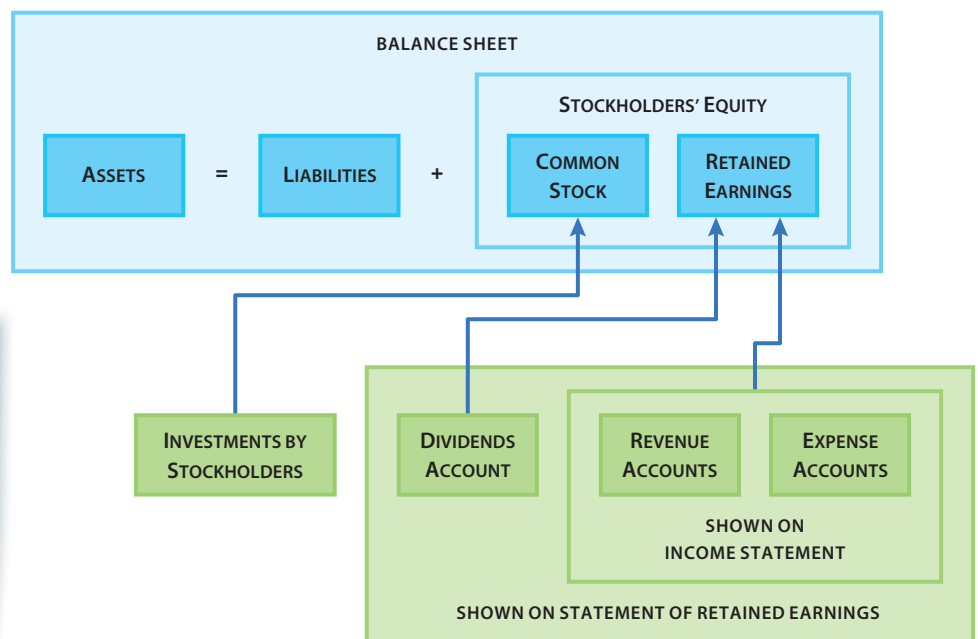 BALANCE SHEET
STOCKHOLDERS' EQUITY
ASSETS
=
LIABILITIES
+
COMMON
STOCK
RETAINED
EARNINGS
INVESTMENTS BY
STOCKHOLDERS
DIVIDENDS
ACCOUNT
REVENUE
ACCOUNTS
EXPENSE
ACCOUNTS
SHOWN ON
INCOME STATEMENT
SHOWN ON STATEMENT OF RETAINED EARNINGS